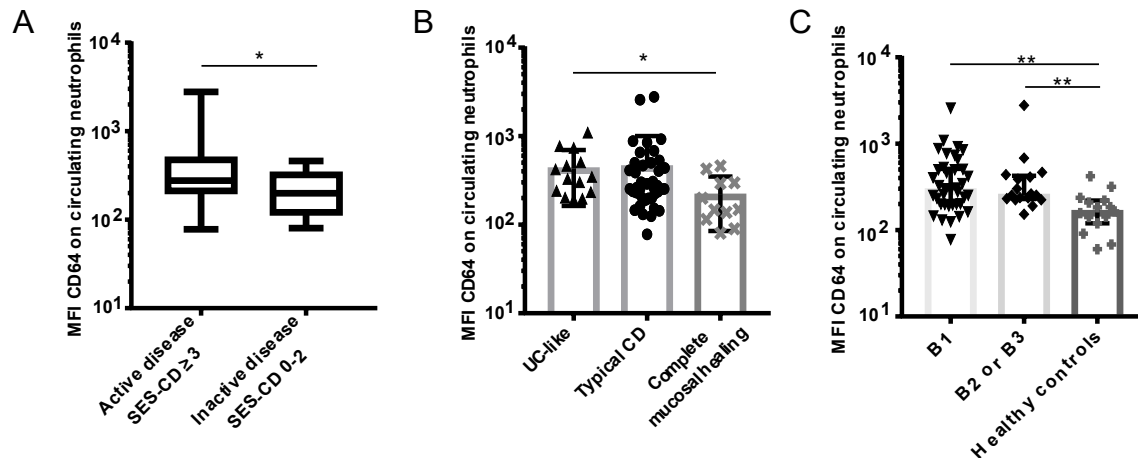 A
MFI CD64 on circulating neutrophils
10⁴
10³
10²
10¹
*
Active disease
SES-CD ≥ 3
Inactive disease
SES-CD 0-2
B
MFI CD64 on circulating neutrophils
10⁴
10³
10²
10¹
*
UC-like
Typical CD
Complete
mucosal healing
C
MFI CD64 on circulating neutrophils
10⁴
10³
10²
10¹
**
**
B1
B2 or B3
Healthy controls